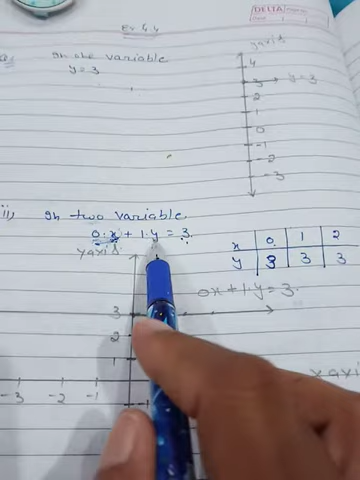 DELTA
Ex 4.4
In one variable
y = 3
y axis
4
3 y = 3
2
1
0
-1
-2
-3
ii, In two variable
0.x + 1.y = 3
y axis
x 0 1 2
y 3 3 3
0x + 1.y = 3
3
2
1
-3 -2 -1
x axis